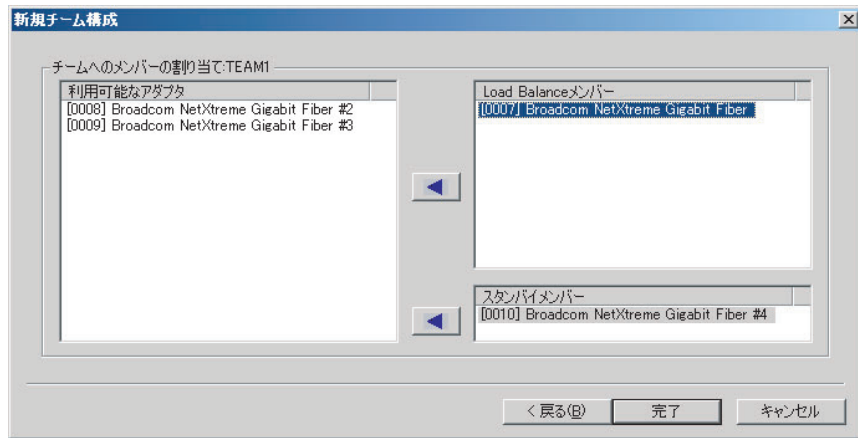 新規チーム構成
チームへのメンバーの割り当て:TEAM1
利用可能なアダプタ
[0008] Broadcom NetXtreme Gigabit Fiber #2
[0009] Broadcom NetXtreme Gigabit Fiber #3
Load Balanceメンバー
[0007] Broadcom NetXtreme Gigabit Fiber
スタンバイメンバー
[0010] Broadcom NetXtreme Gigabit Fiber #4
< 戻る(B)
完了
キャンセル